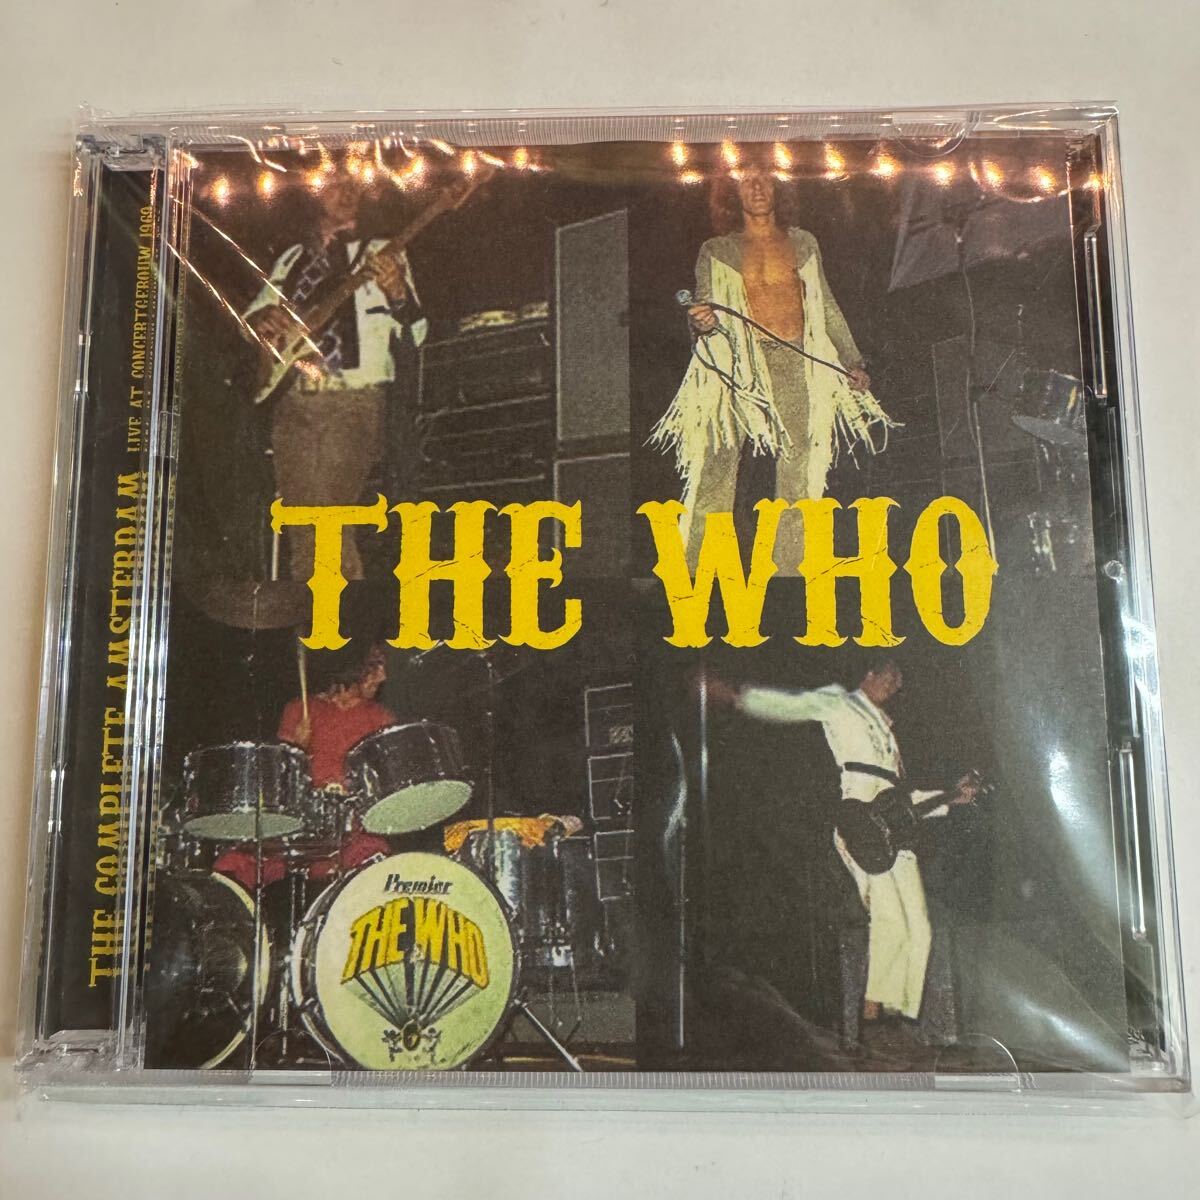 THE COMPLETE AMSTERDAM LIVE AT CONCERTGEBOUW 1969
THE WHO
Premier
THE WHO